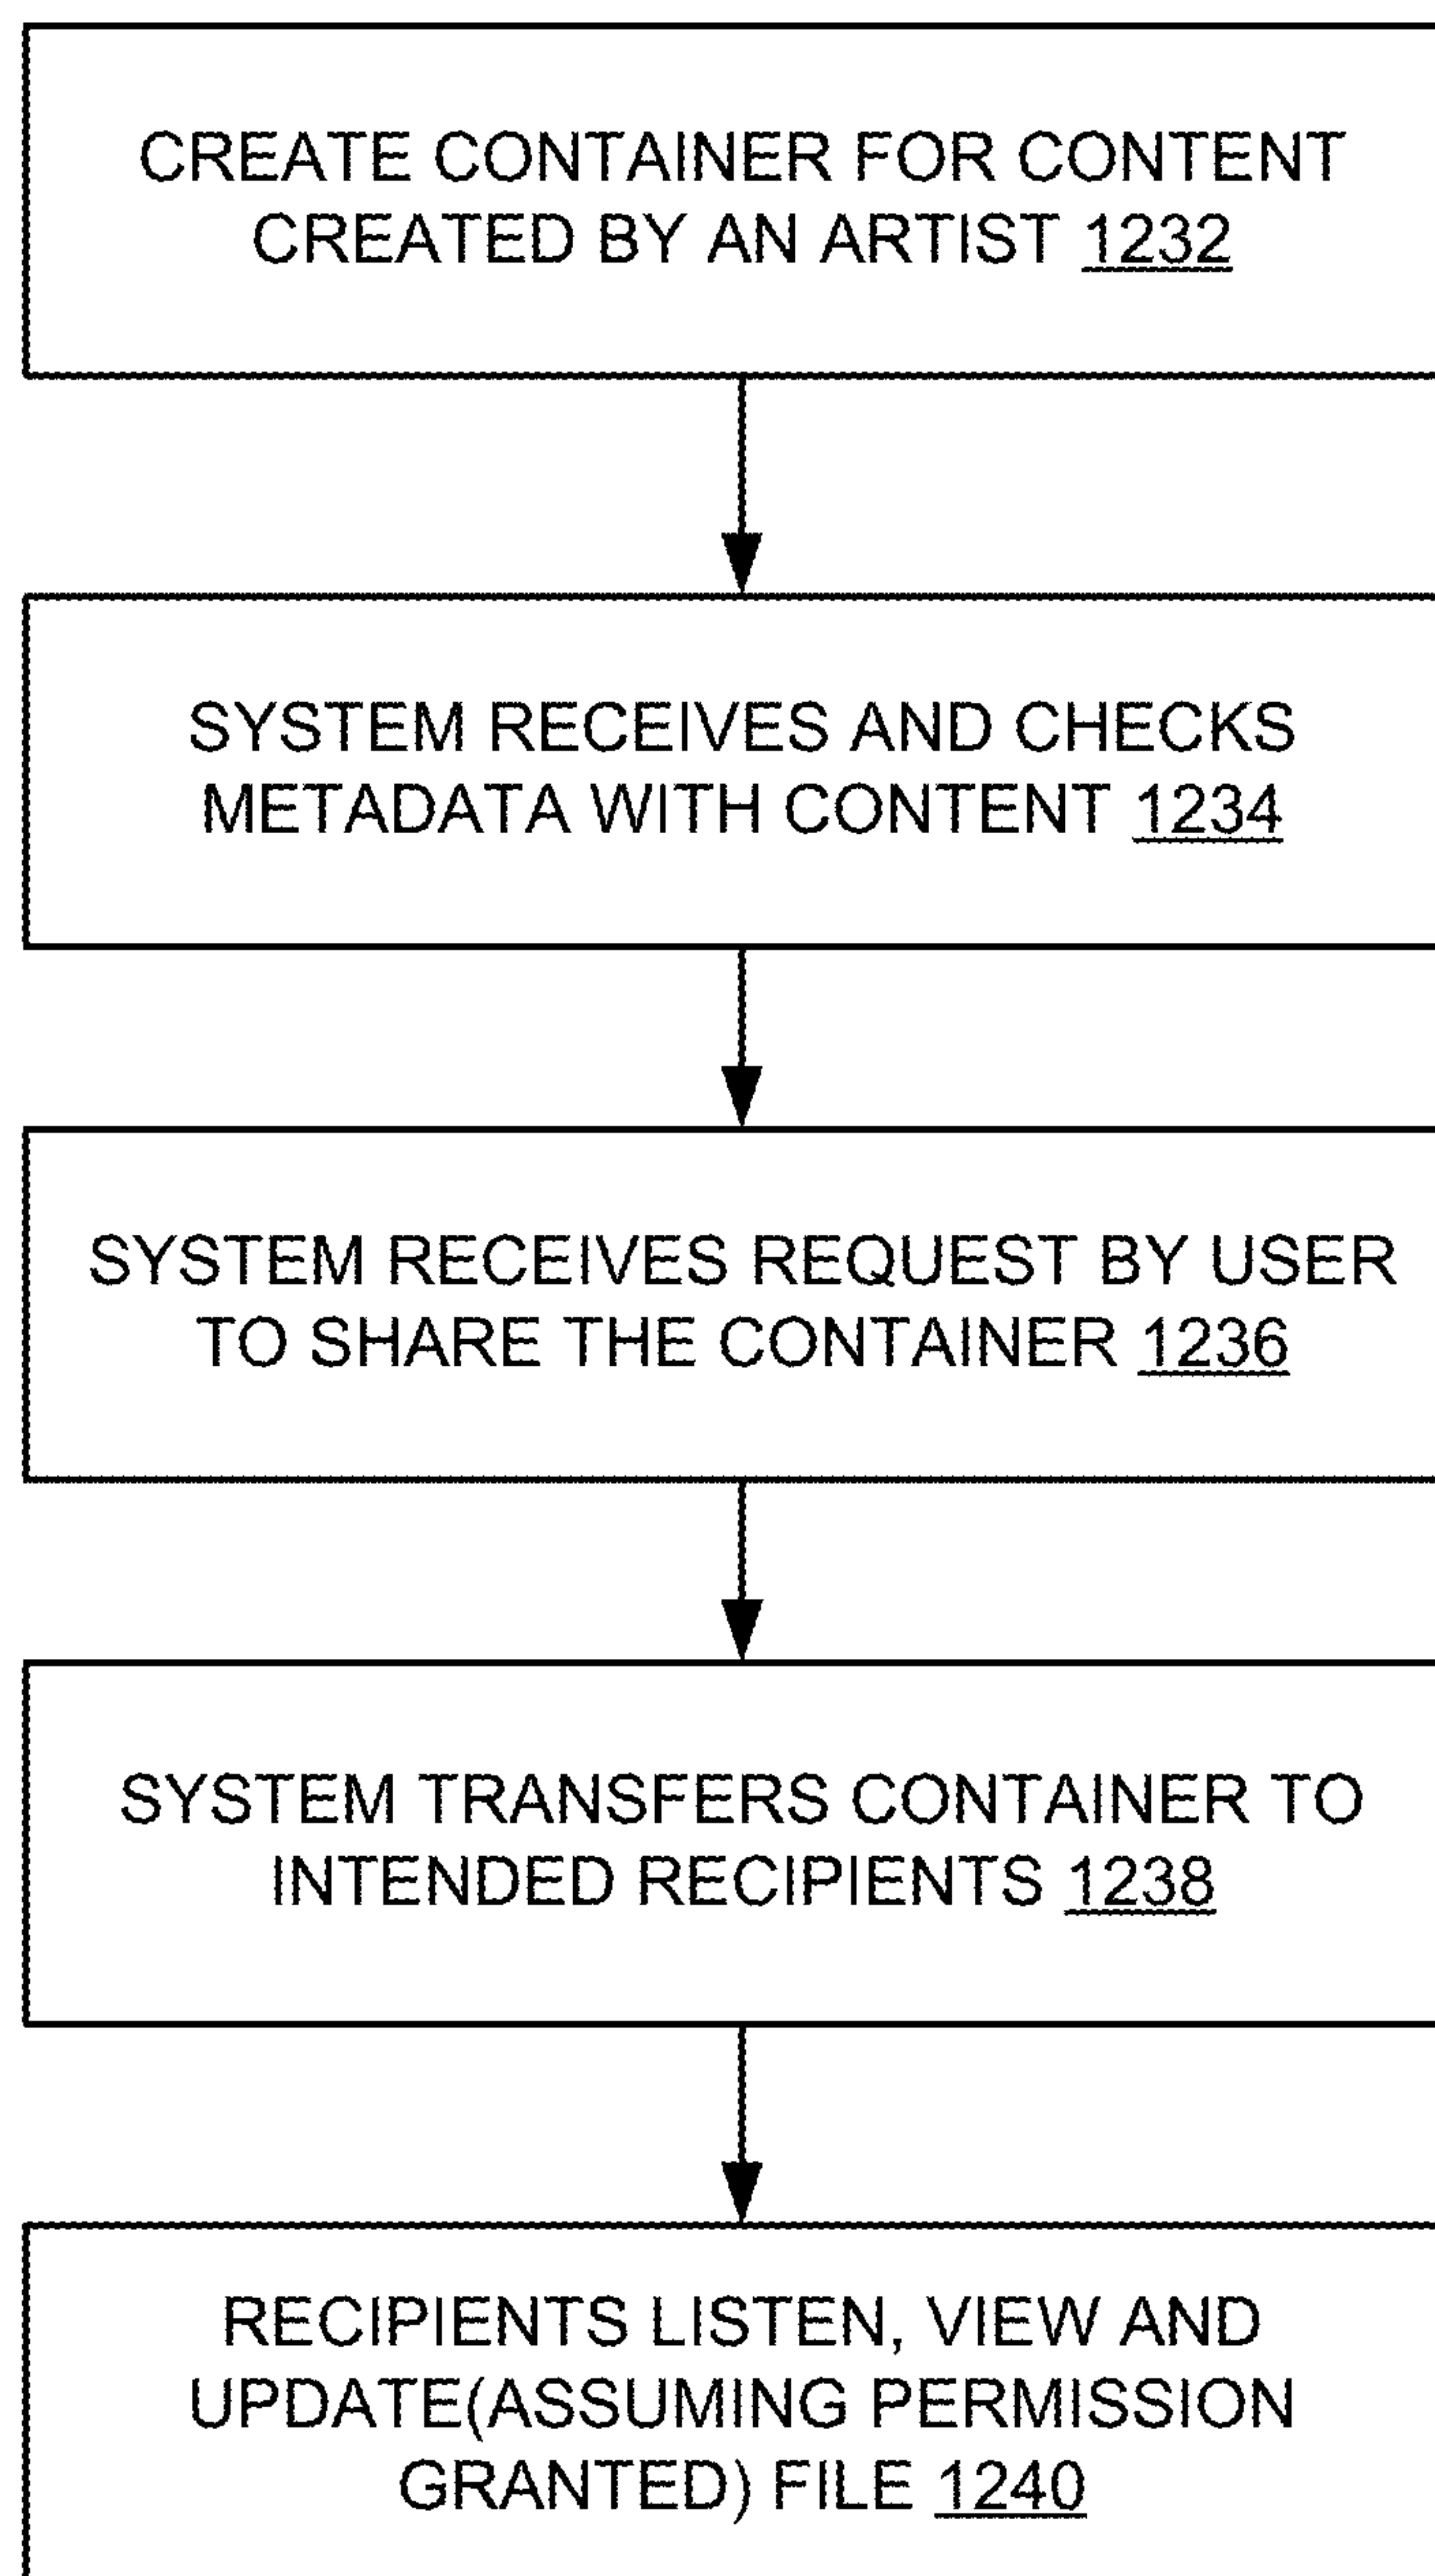 CREATE CONTAINER FOR CONTENT
CREATED BY AN ARTIST 1232
SYSTEM RECEIVES AND CHECKS
METADATA WITH CONTENT 1234
SYSTEM RECEIVES REQUEST BY USER
TO SHARE THE CONTAINER 1236
SYSTEM TRANSFERS CONTAINER TO
INTENDED RECIPIENTS 1238
RECIPIENTS LISTEN, VIEW AND
UPDATE(ASSUMING PERMISSION
GRANTED) FILE 1240